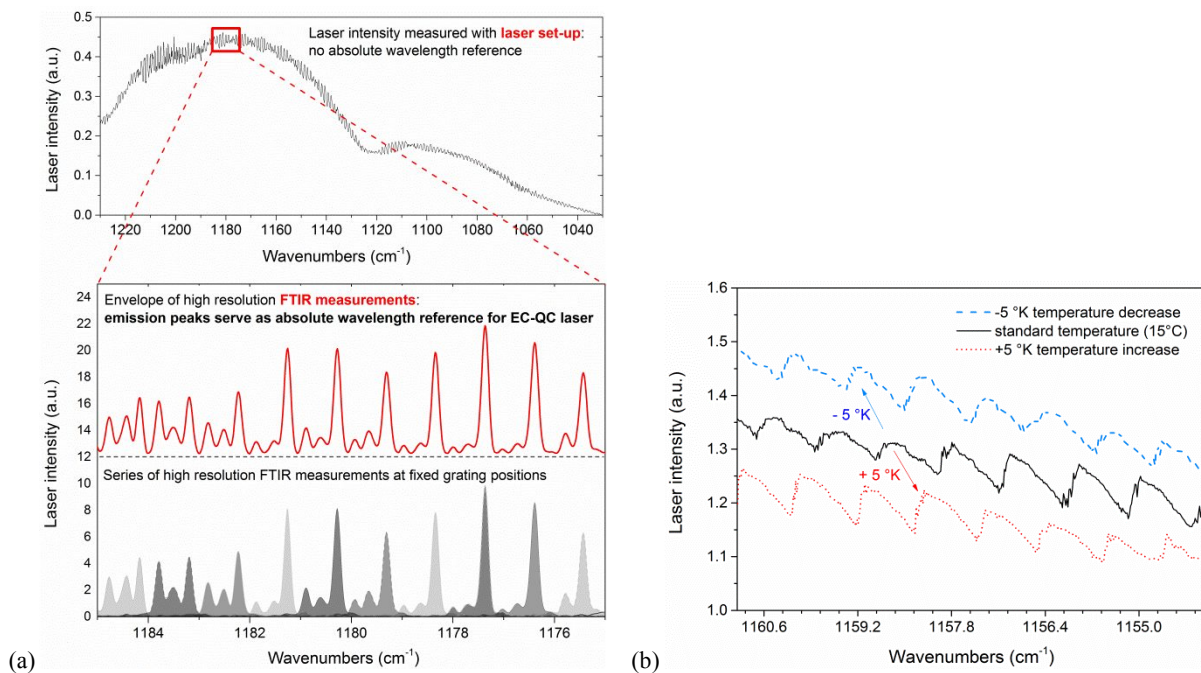 0.5
0.4
0.3
0.2
0.1
0.0
Laser intensity (a.u.)
Laser intensity measured with laser set-up:
no absolute wavelength reference
1230 1220 1200 1180 1160 1140 1120 1100 1080 1060 1040
Wavenumbers (cm-1)
24
22
20
18
16
14
12
10
8
6
4
2
0
Laser intensity (a.u.)
Envelope of high resolution FTIR measurements:
emission peaks serve as absolute wavelength reference for EC-QC laser
Series of high resolution FTIR measurements at fixed grating positions
1184 1182 1180 1178 1176
Wavenumbers (cm-1)
(a)
1.6
1.5
1.4
1.3
1.2
1.1
1.0
Laser intensity (a.u.)
-5 °K temperature decrease
standard temperature (15°C)
+5 °K temperature increase
- 5 °K
+ 5 °K
1160.6 1159.2 1157.8 1156.4 1155.0
Wavenumbers (cm-1)
(b)